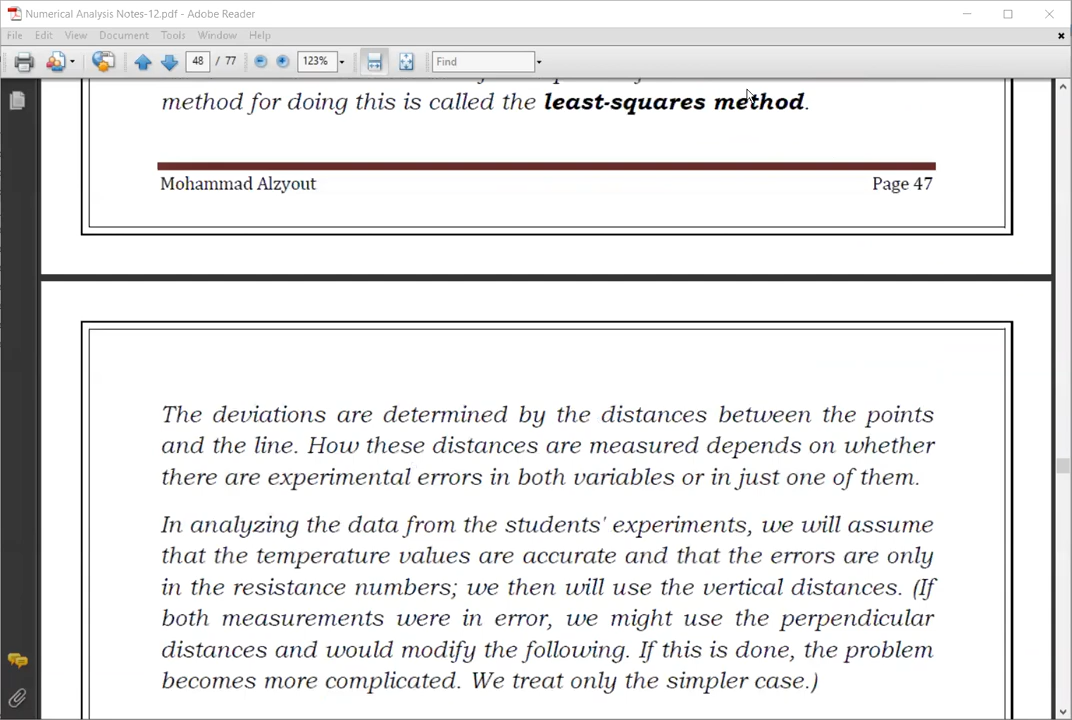 Numerical Analysis Notes-12.pdf - Adobe Reader
File Edit View Document Tools Window Help
48 / 77 123% Find
method for doing this is called the least-squares method.
Mohammad Alzyout Page 47
The deviations are determined by the distances between the points
and the line. How these distances are measured depends on whether
there are experimental errors in both variables or in just one of them.
In analyzing the data from the students' experiments, we will assume
that the temperature values are accurate and that the errors are only
in the resistance numbers; we then will use the vertical distances. (If
both measurements were in error, we might use the perpendicular
distances and would modify the following. If this is done, the problem
becomes more complicated. We treat only the simpler case.)